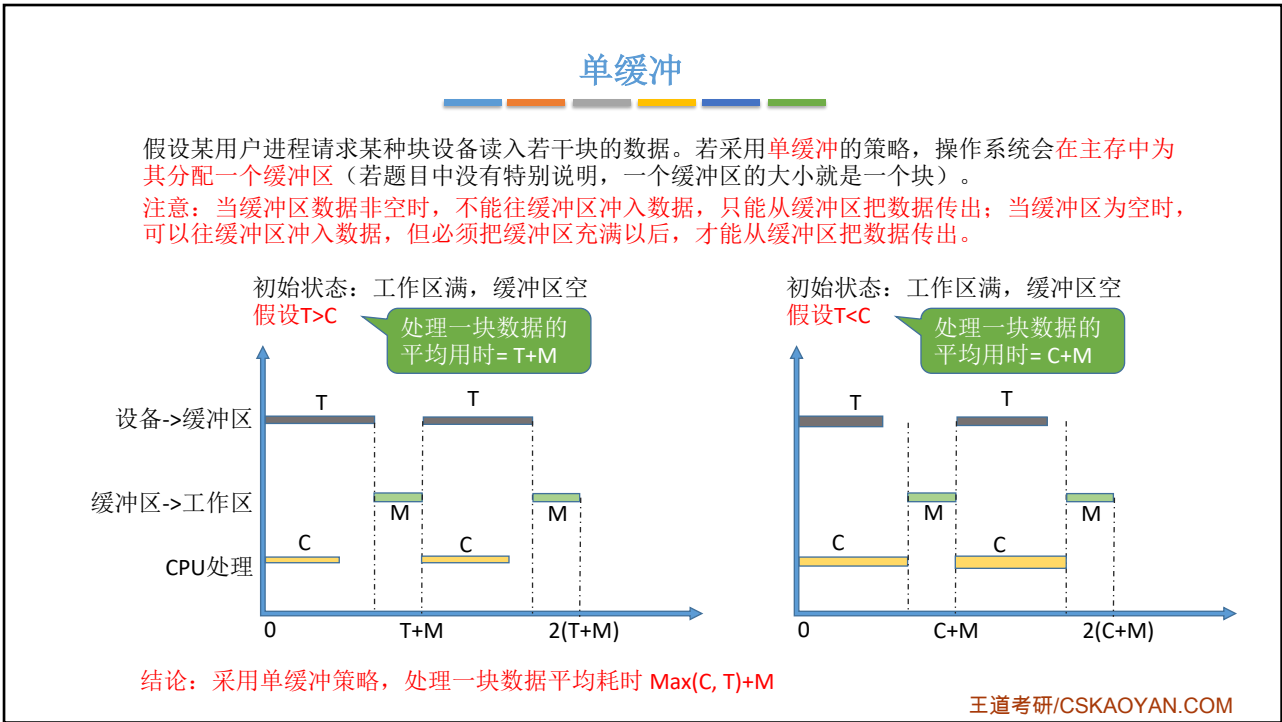 单缓冲
假设某用户进程请求某种块设备读入若干块的数据。若采用单缓冲的策略，操作系统会在主存中为
其分配一个缓冲区（若题目中没有特别说明，一个缓冲区的大小就是一个块）。
注意：当缓冲区数据非空时，不能往缓冲区冲入数据，只能从缓冲区把数据传出；当缓冲区为空时，
可以往缓冲区冲入数据，但必须把缓冲区充满以后，才能从缓冲区把数据传出。
初始状态：工作区满，缓冲区空
假设T>C
处理一块数据的
平均用时= T+M
设备->缓冲区
T
T
缓冲区->工作区
M
M
CPU处理
C
C
0
T+M
2(T+M)
初始状态：工作区满，缓冲区空
假设T<C
处理一块数据的
平均用时= C+M
T
T
M
M
C
C
0
C+M
2(C+M)
结论：采用单缓冲策略，处理一块数据平均耗时 Max(C, T)+M
王道考研/CSKAOYAN.COM